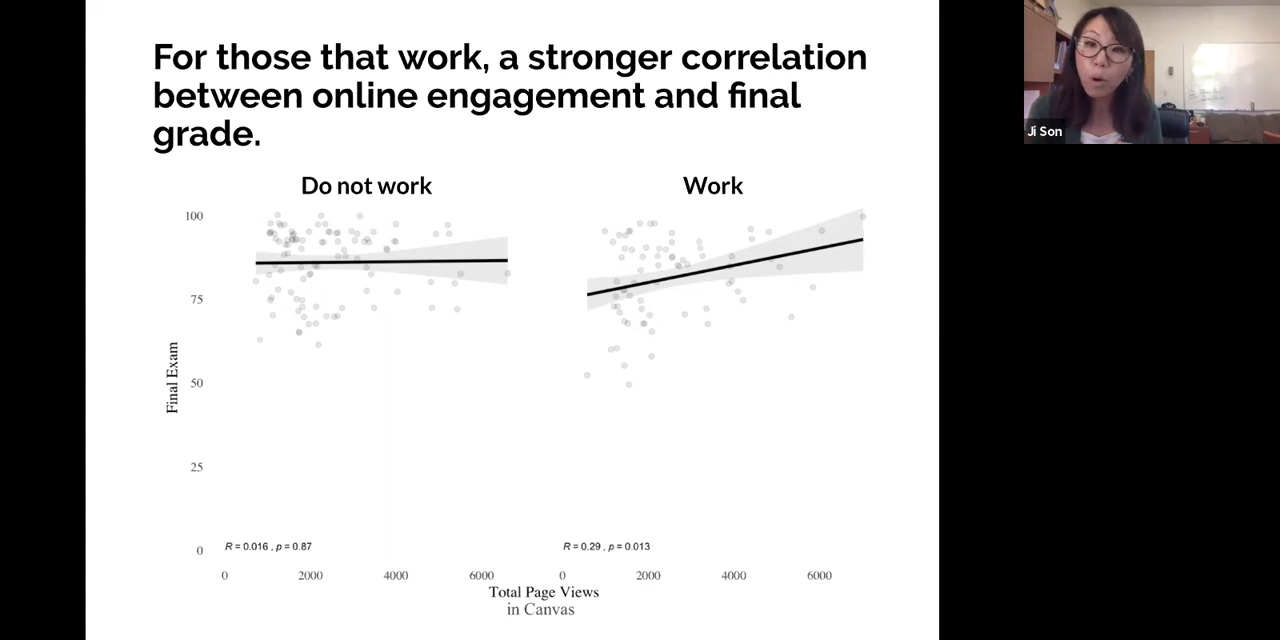 For those that work, a stronger correlation
between online engagement and final
grade.
Ji Son
Do not work
Work
100
75
50
25
0
Final Exam
R = 0.016 , p = 0.87
R = 0.29 , p = 0.013
0 2000 4000 6000
0 2000 4000 6000
Total Page Views
in Canvas